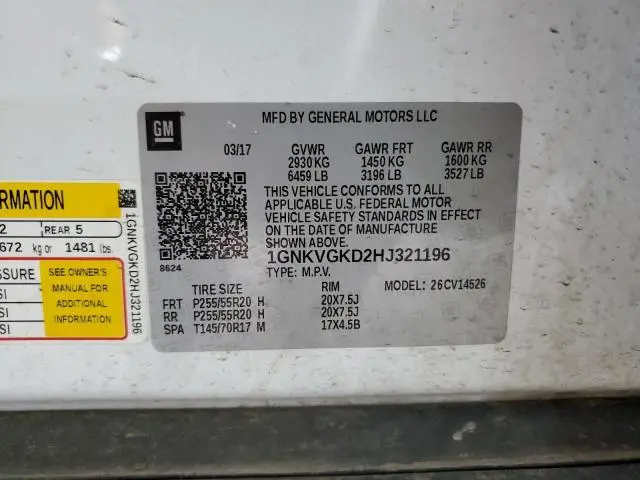 GM
MFD BY GENERAL MOTORS LLC
03/17 GVWR GAWR FRT GAWR RR
2930 KG 1450 KG 1600 KG
6459 LB 3196 LB 3527 LB
THIS VEHICLE CONFORMS TO ALL
APPLICABLE U.S. FEDERAL MOTOR
VEHICLE SAFETY STANDARDS IN EFFECT
ON THE DATE OF MANUFACTURE
SHOWN ABOVE.
1GNKVGKD2HJ321196
8624
TYPE: M.P.V. MODEL: 26CV14526
TIRE SIZE RIM
FRT P255/55R20 H 20X7.5J
RR P255/55R20 H 20X7.5J
SPA T145/70R17 M 17X4.5B
RMATION
2 REAR 5
672 kg or 1481 lbs.
SSURE
SI
SI
SI
SEE OWNER'S
MANUAL FOR
ADDITIONAL
INFORMATION
1GNKVGKD2HJ321196